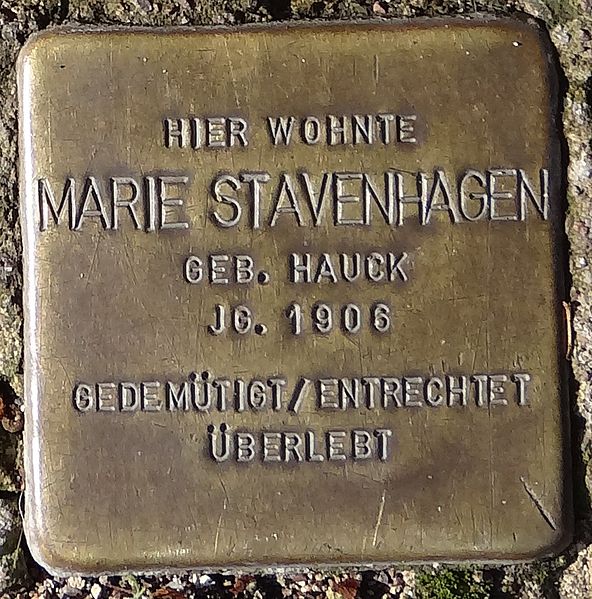 HIER WOHNTE
MARIE STAVENHAGEN
GEB. HAUCK
JG. 1906
GEDEMÜTIGT/ENTRECHTET
ÜBERLEBT